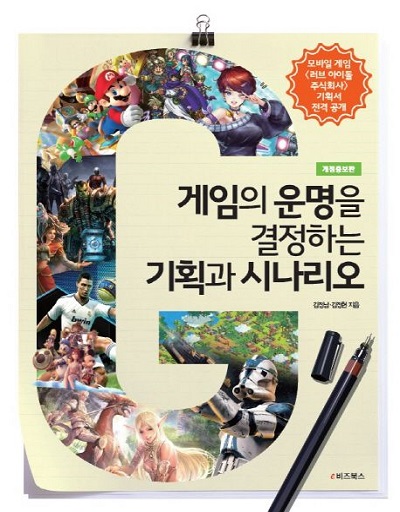 모바일 게임
〈러브 아이돌
주식회사〉
기획서
전격 공개
개정증보판
게임의 운명을
결정하는
기획과 시나리오
김정남·김정현 지음
e비즈북스